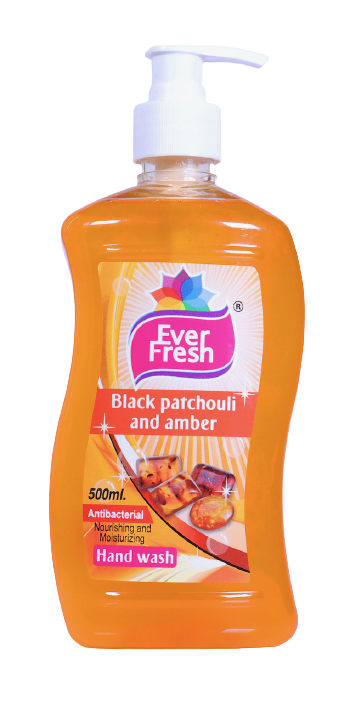 Ever
Fresh
®
Black patchouli
and amber
500ml.
Antibacterial
Nourishing and
Moisturizing
Hand wash